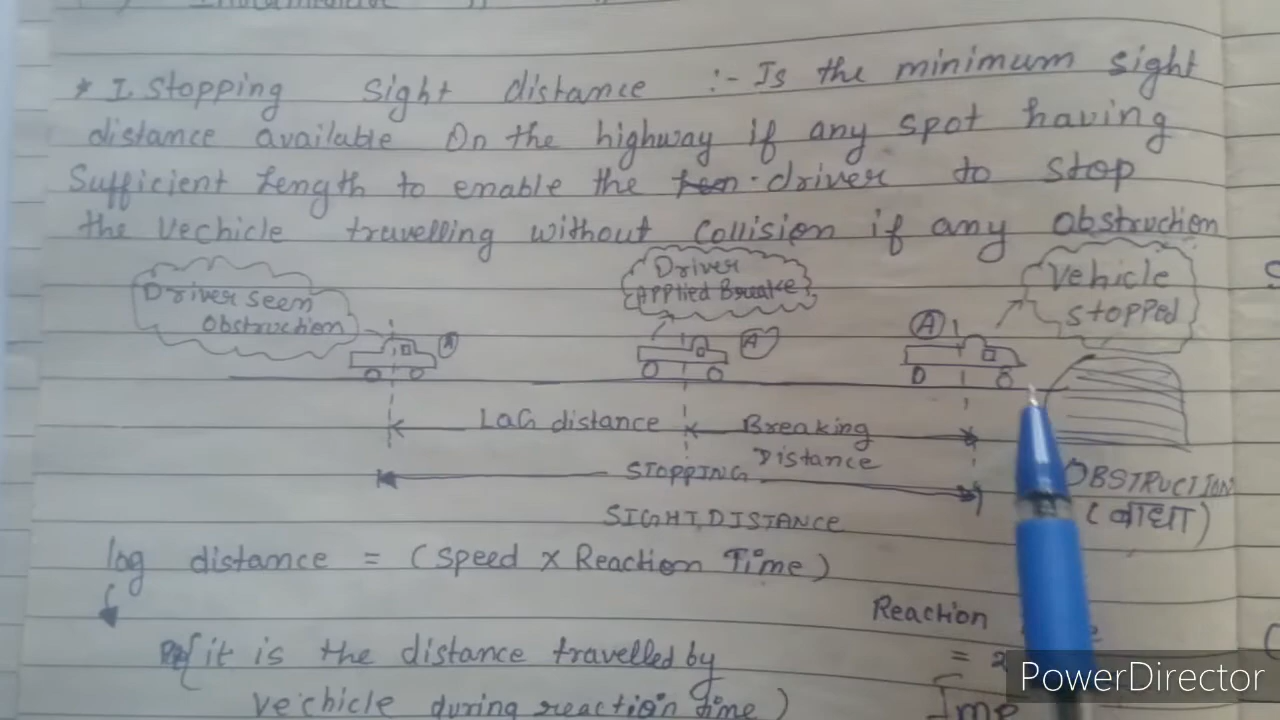 * I. Stopping Sight distance :- Is the minimum sight
distance available On the highway if any spot having
Sufficient length to enable the driver to stop
the vechicle travelling without collision if any obstruction
Driver seen
obstruction
Driver
Applied Breake
Vehicle
stopped
A
A
A
LaG distance
Breaking
Distance
STOPPING
SIGHT DISTANCE
OBSTRUCTION
(बाधा)
log distance = (speed x Reaction Time)
Reaction
it is the distance travelled by
= 2
vechicle during reaction time)
Imp
PowerDirector